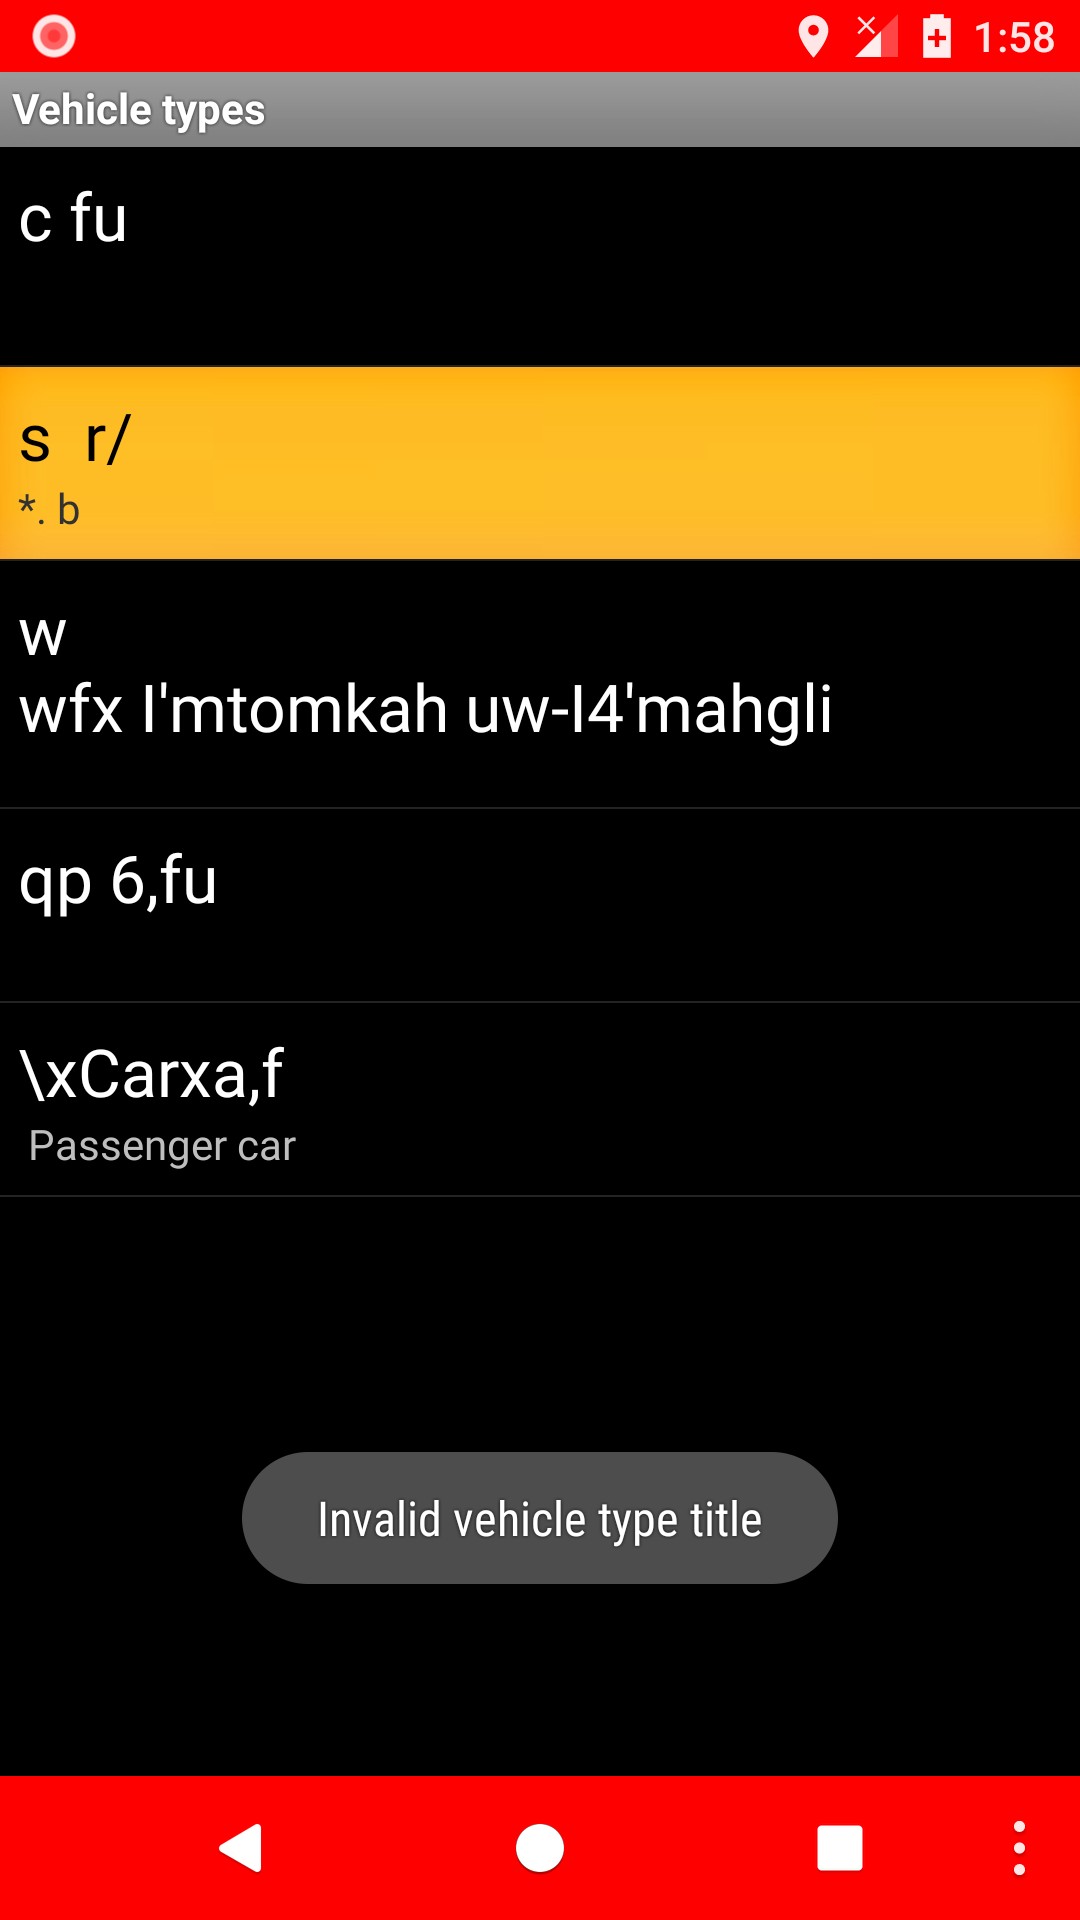 1:58
Vehicle types
c fu
s  r/
*. b
w
wfx I'mtomkah uw-I4'mahgli
qp 6,fu
\xCarxa,f
Passenger car
Invalid vehicle type title